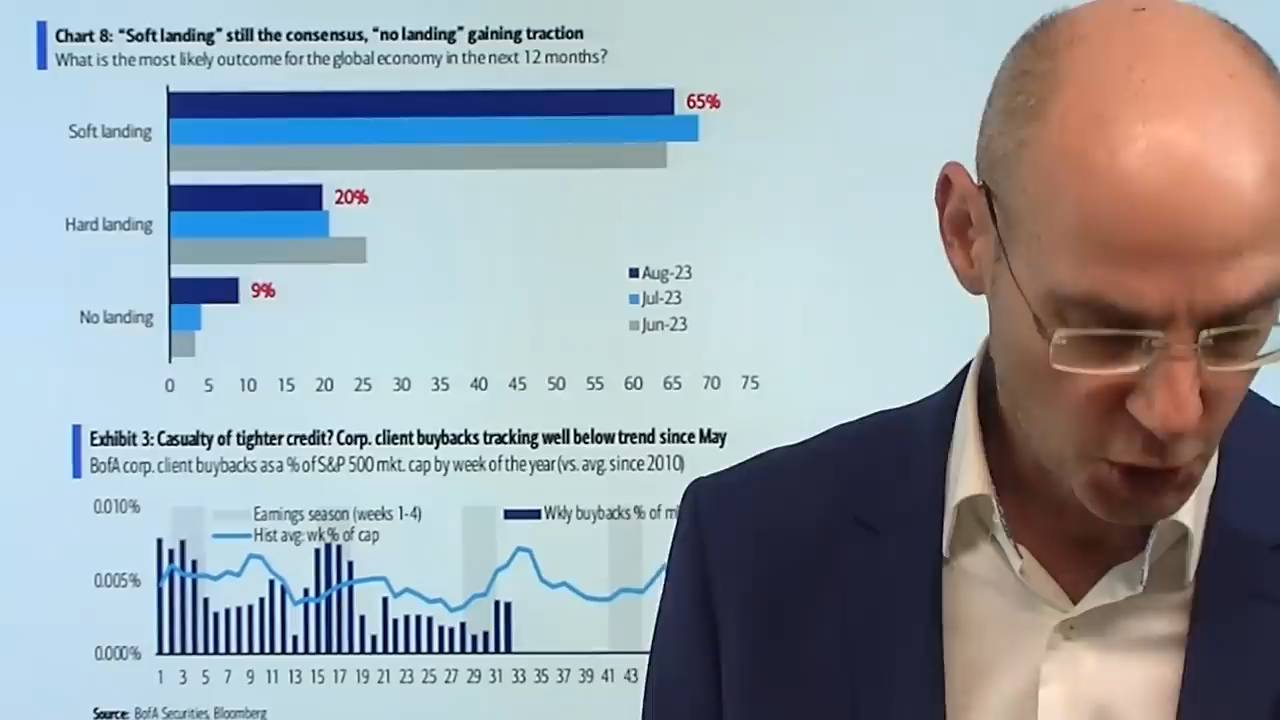 Chart 8: "Soft landing" still the consensus, "no landing" gaining traction
What is the most likely outcome for the global economy in the next 12 months?
Soft landing
65%
Hard landing
20%
No landing
9%
Aug-23
Jul-23
Jun-23
0 5 10 15 20 25 30 35 40 45 50 55 60 65 70 75
Exhibit 3: Casualty of tighter credit? Corp. client buybacks tracking well below trend since May
BofA corp. client buybacks as a % of S&P 500 mkt. cap by week of the year (vs. avg. since 2010)
0.010%
0.005%
0.000%
Earnings season (weeks 1-4)
Wkly buybacks % of
Hist avg: wk % of cap
1 3 5 7 9 11 13 15 17 19 21 23 25 27 29 31 33 35 37 39 41 43
Source: BofA Securities, Bloomberg